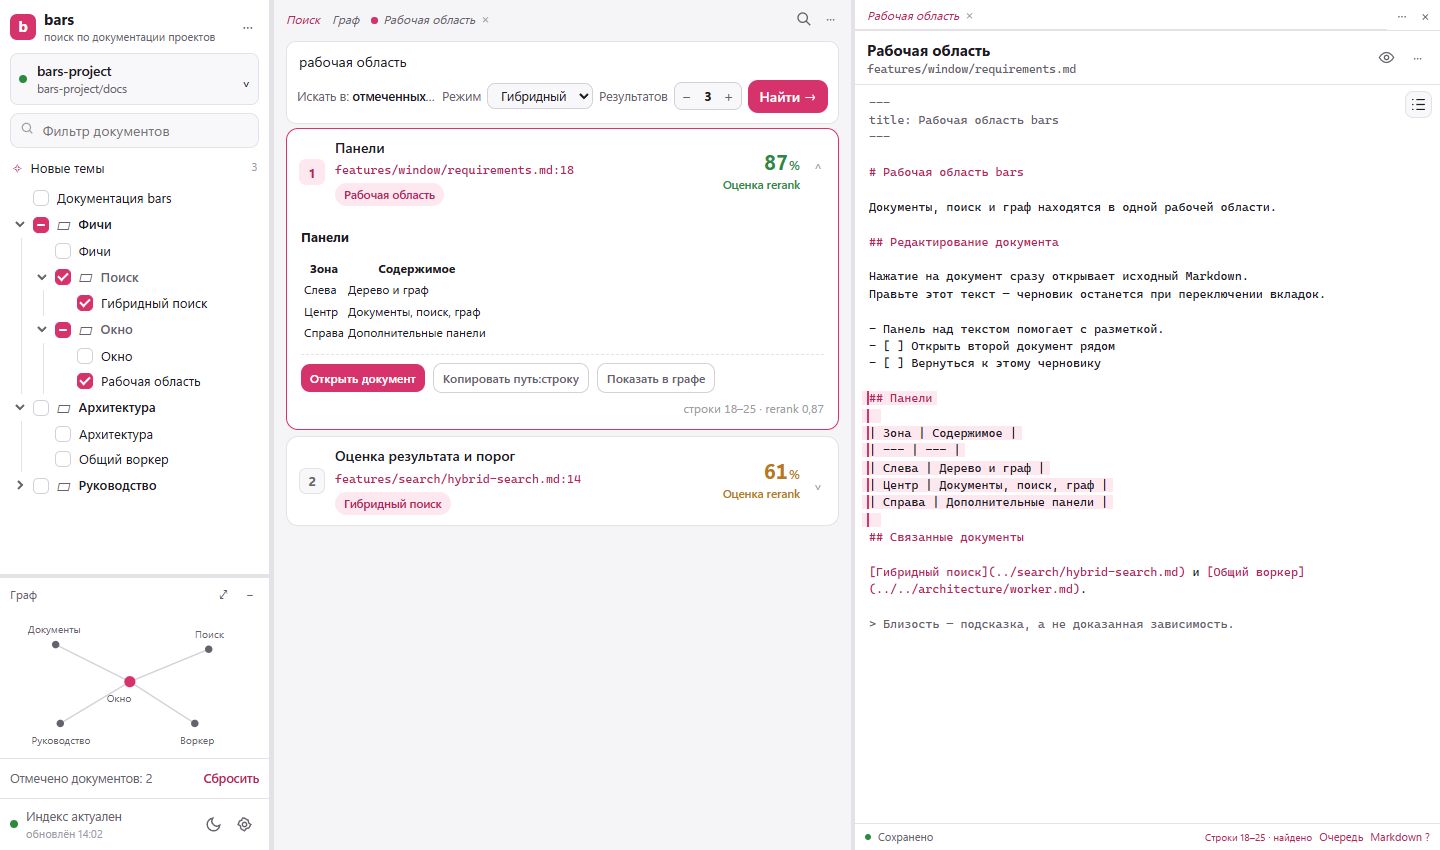 b
bars
поиск по документации проектов
...
bars-project
bars-project/docs
v
Фильтр документов
Новые темы
3
Документация bars
Фичи
Фичи
Поиск
Гибридный поиск
Окно
Окно
Рабочая область
Архитектура
Архитектура
Общий воркер
Руководство
Граф
Документы
Поиск
Окно
Руководство
Воркер
Отмечено документов: 2
Сбросить
Индекс актуален
обновлён 14:02
Поиск
Граф
Рабочая область ×
...
рабочая область
Искать в: отмеченных...
Режим
Гибридный
Результатов
− 3 +
Найти →
1
Панели
features/window/requirements.md:18
Рабочая область
87%
Оценка rerank
^
Панели
Зона Содержимое
Слева Дерево и граф
Центр Документы, поиск, граф
Справа Дополнительные панели
Открыть документ
Копировать путь:строку
Показать в графе
строки 18–25 · rerank 0,87
2
Оценка результата и порог
features/search/hybrid-search.md:14
Гибридный поиск
61%
Оценка rerank
v
Рабочая область ×
... ×
Рабочая область
features/window/requirements.md
...
---
title: Рабочая область bars
---
# Рабочая область bars
Документы, поиск и граф находятся в одной рабочей области.
## Редактирование документа
Нажатие на документ сразу открывает исходный Markdown.
Правьте этот текст — черновик останется при переключении вкладок.
- Панель над текстом помогает с разметкой.
- [ ] Открыть второй документ рядом
- [ ] Вернуться к этому черновику
## Панели
| Зона | Содержимое |
| --- | --- |
| Слева | Дерево и граф |
| Центр | Документы, поиск, граф |
| Справа | Дополнительные панели |
## Связанные документы
[Гибридный поиск](../search/hybrid-search.md) и [Общий воркер]
(../../architecture/worker.md).
> Близость — подсказка, а не доказанная зависимость.
Сохранено
Строки 18–25 · найдено
Очередь
Markdown ?